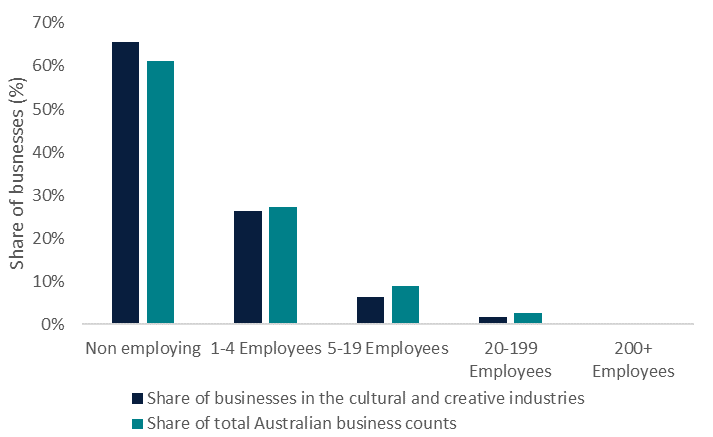 70%
60%
50%
40%
30%
20%
10%
0%
Share of busnesses (%)
Non employing 1-4 Employees 5-19 Employees 20-199 200+
Employees Employees
Share of businesses in the cultural and creative industries
Share of total Australian business counts